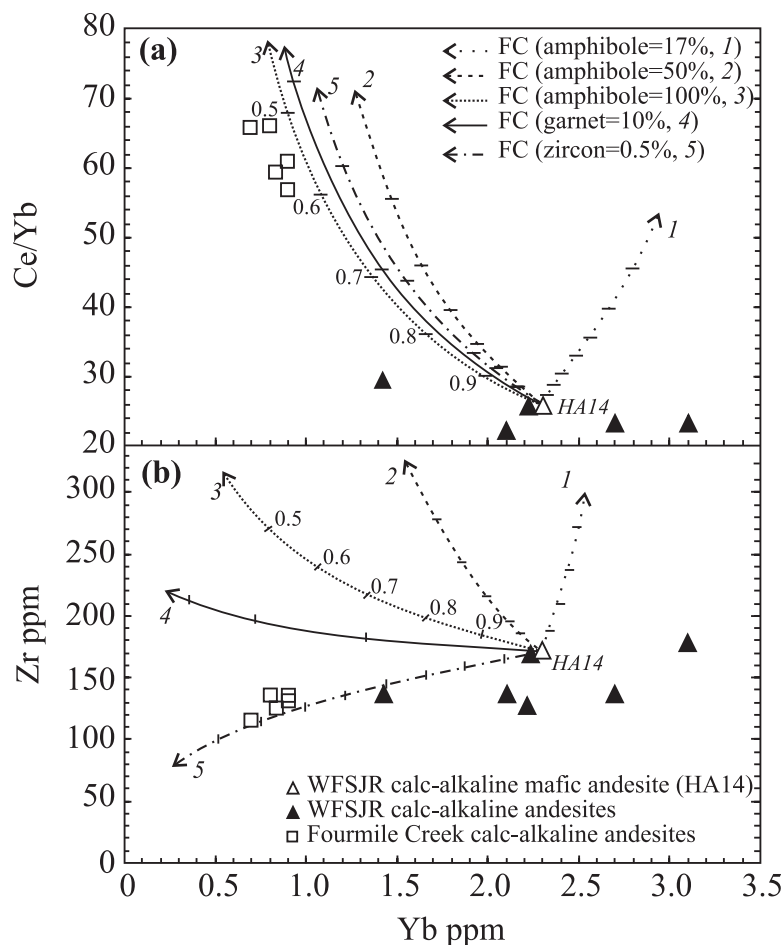 80
70
60
50
40
30
20
Ce/Yb
(a)
3
4
5
2
0.5
0.6
0.7
0.8
0.9
1
HA14
FC (amphibole=17%, 1)
FC (amphibole=50%, 2)
FC (amphibole=100%, 3)
FC (garnet=10%, 4)
FC (zircon=0.5%, 5)
300
250
200
150
100
50
0
Zr ppm
(b)
3
2
1
0.5
0.6
0.7
0.8
0.9
4
HA14
5
WFSJR calc-alkaline mafic andesite (HA14)
WFSJR calc-alkaline andesites
Fourmile Creek calc-alkaline andesites
0.0 0.5 1.0 1.5 2.0 2.5 3.0 3.5
Yb ppm